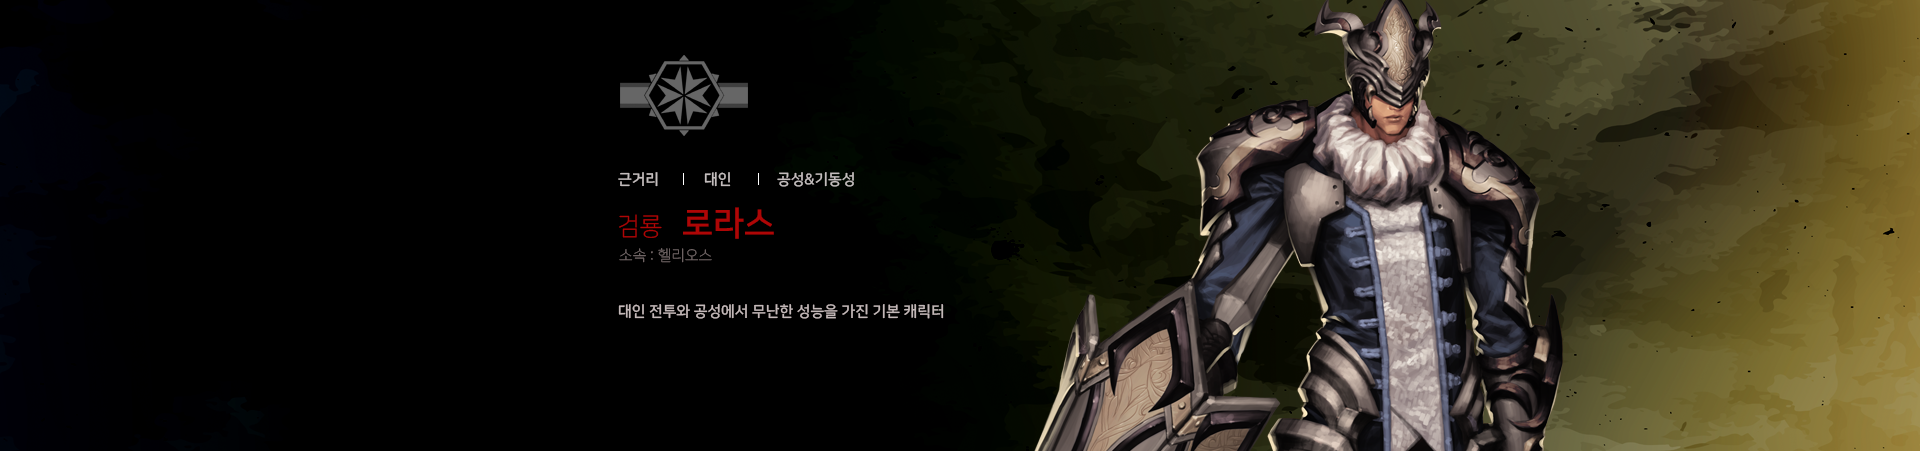 근거리 | 대인 | 공성&기동성
검룡 로라스
소속 : 헬리오스
대인 전투와 공성에서 무난한 성능을 가진 기본 캐릭터